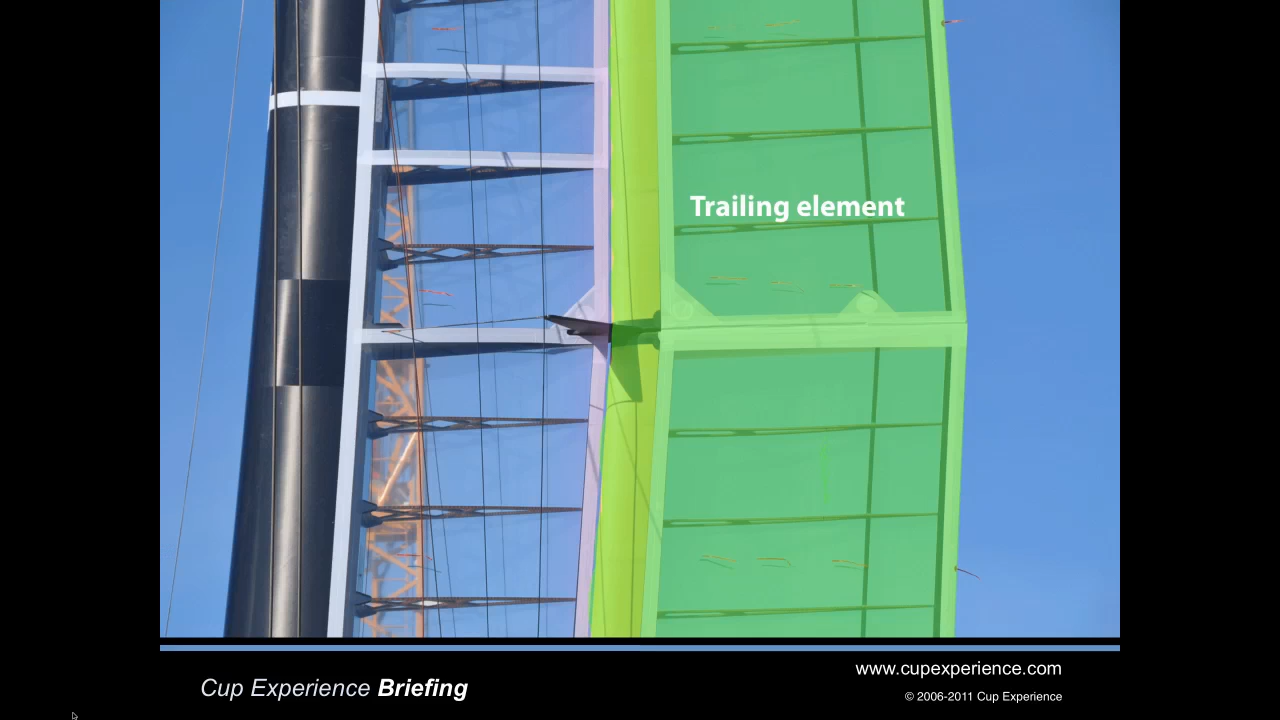 Trailing element
Cup Experience Briefing
www.cupexperience.com
© 2006-2011 Cup Experience